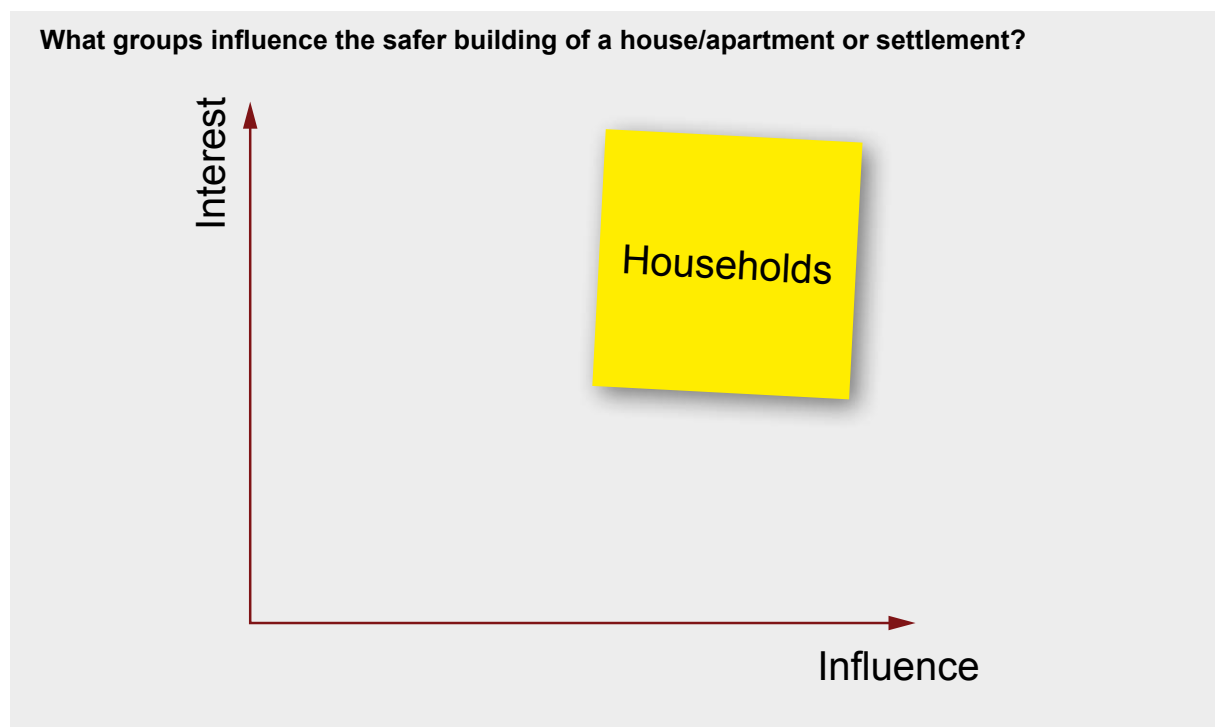 What groups influence the safer building of a house/apartment or settlement?
Interest
Households
Influence